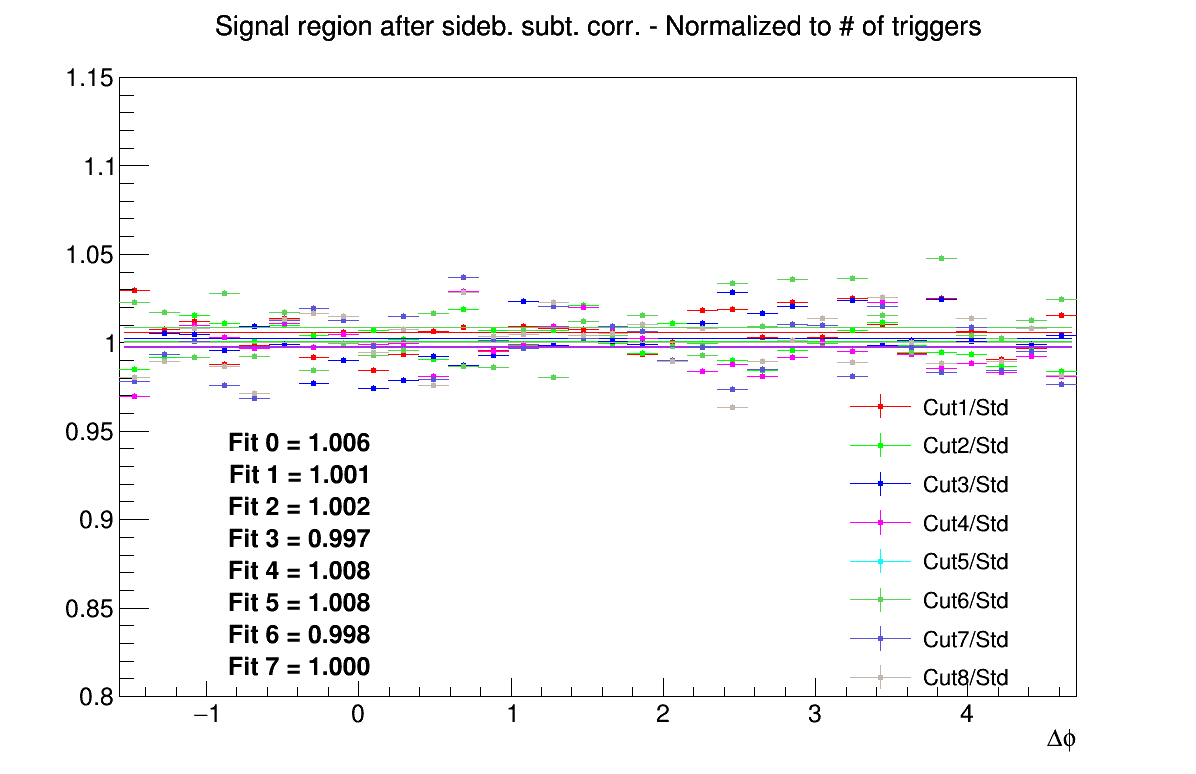 Signal region after sideb. subt. corr. - Normalized to # of triggers
1.15
1.1
1.05
1
0.95
0.9
0.85
0.8
Fit 0 = 1.006
Fit 1 = 1.001
Fit 2 = 1.002
Fit 3 = 0.997
Fit 4 = 1.008
Fit 5 = 1.008
Fit 6 = 0.998
Fit 7 = 1.000
Cut1/Std
Cut2/Std
Cut3/Std
Cut4/Std
Cut5/Std
Cut6/Std
Cut7/Std
Cut8/Std
−1 0 1 2 3 4
Δϕ